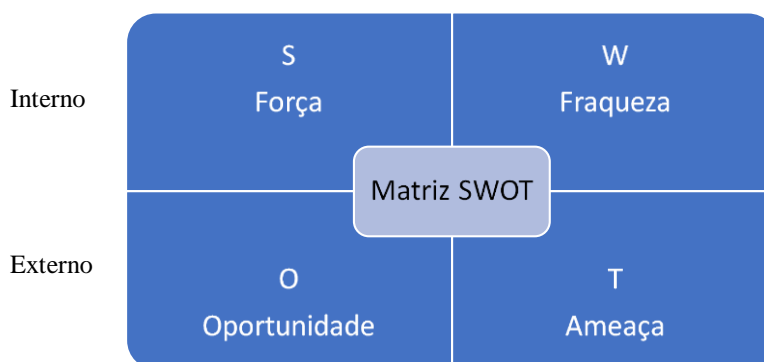 S
W
Interno
Força
Fraqueza
Matriz SWOT
Externo
O
T
Oportunidade
Ameaça